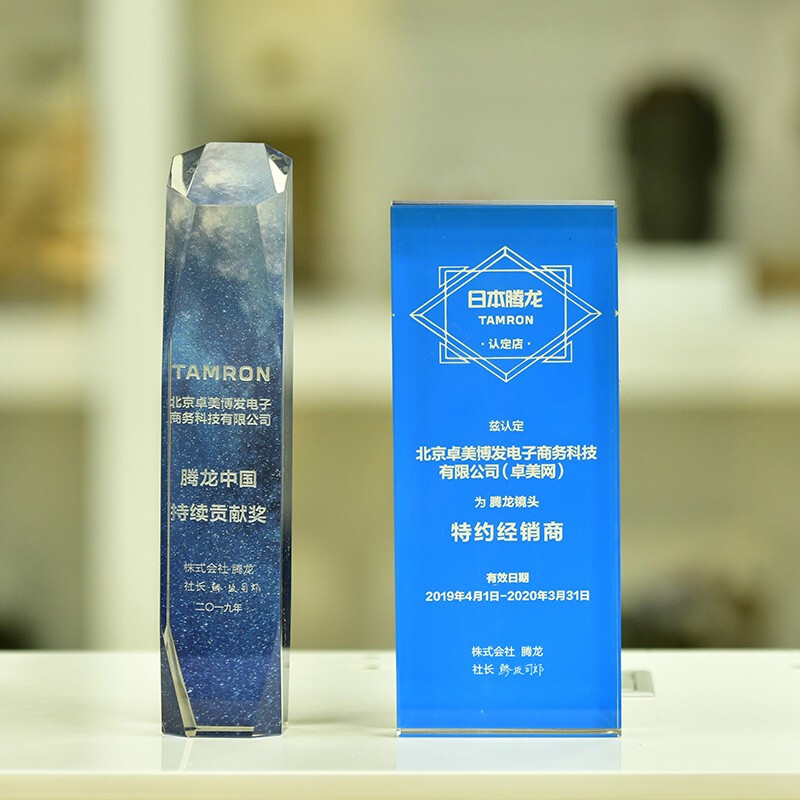 TAMRON
北京卓美博发电子
商务科技有限公司
腾龙中国
持续贡献奖
株式会社 腾龙
社长
二〇一九年
日本腾龙
TAMRON
·认定店·
兹认定
北京卓美博发电子商务科技
有限公司(卓美网)
为 腾龙镜头
特约经销商
有效日期
2019年4月1日-2020年3月31日
株式会社 腾龙
社长